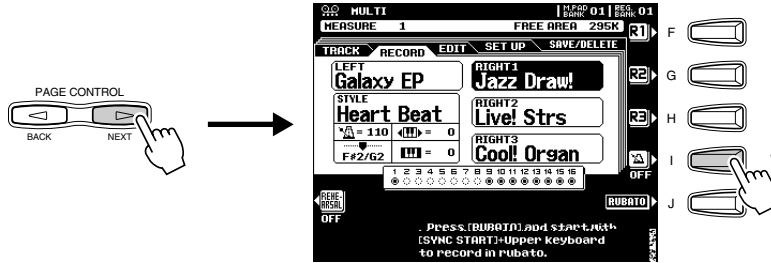 PAGE CONTROL
BACK NEXT
MULTI M.PAD BANK 01 REG BANK 01
MEASURE 1 FREE AREA 295K
TRACK RECORD EDIT SET UP SAVE/DELETE
LEFT
Galaxy EP
RIGHT1
Jazz Draw!
STYLE
Heart Beat
RIGHT2
Live! Strs
= 110 = 0
F#2/G2 = 0
RIGHT3
Cool! Organ
1 2 3 4 5 6 7 8 9 10 11 12 13 14 15 16
REHE-
ARSAL
OFF
R1
R2
R3
OFF
RUBATO
Press [RUBATO] and start with
[SYNC START]+Upper keyboard
to record in rubato.
F
G
H
I
J